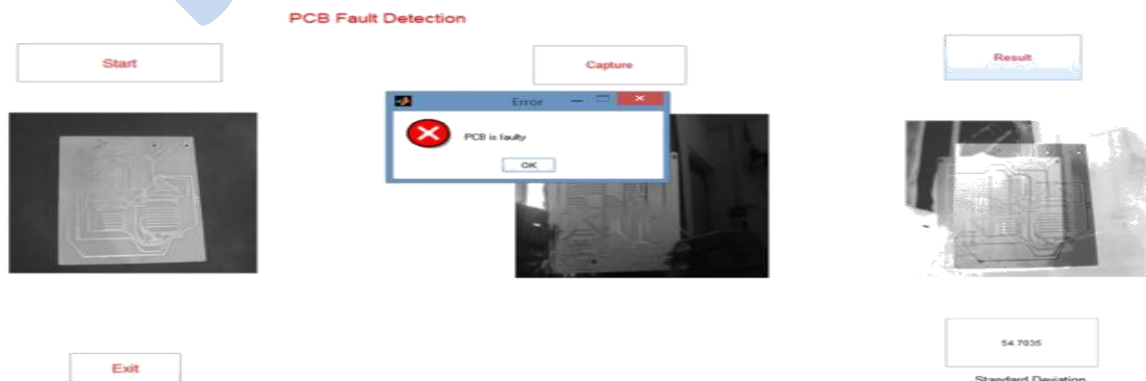 PCB Fault Detection
Start
Capture
Result
Error
PCB is faulty
OK
54.7035
Exit
Standard Deviation